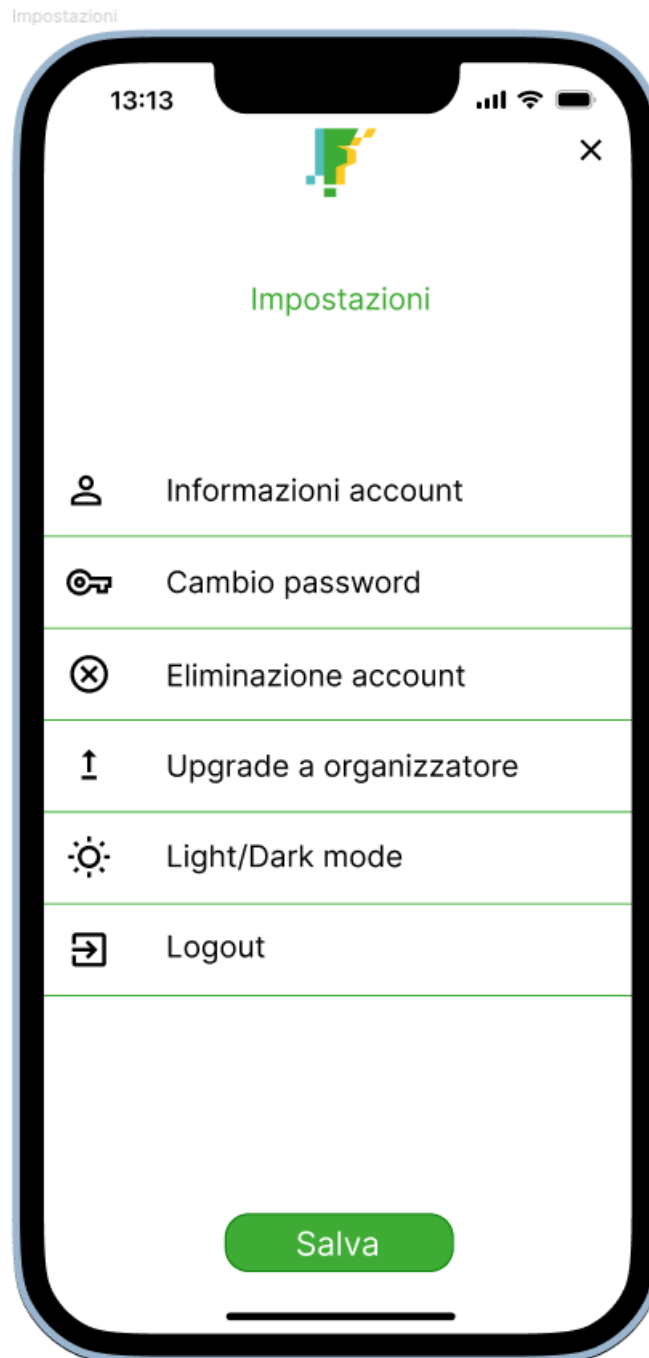 Impostazioni
13:13
Impostazioni
Informazioni account
Cambio password
Eliminazione account
Upgrade a organizzatore
Light/Dark mode
Logout
Salva